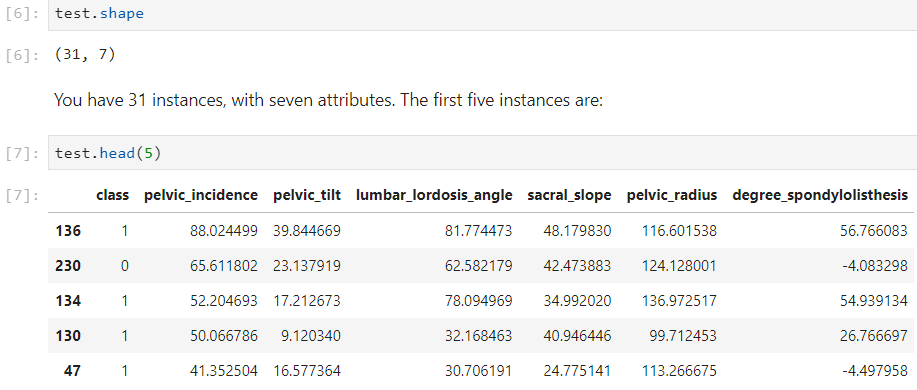 [6]: test.shape
[6]: (31, 7)
You have 31 instances, with seven attributes. The first five instances are:
[7]: test.head(5)
[7]: class pelvic_incidence pelvic_tilt lumbar_lordosis_angle sacral_slope pelvic_radius degree_spondylolisthesis
136 1 88.024499 39.844669 81.774473 48.179830 116.601538 56.766083
230 0 65.611802 23.137919 62.582179 42.473883 124.128001 -4.083298
134 1 52.204693 17.212673 78.094969 34.992020 136.972517 54.939134
130 1 50.066786 9.120340 32.168463 40.946446 99.712453 26.766697
47 1 41.352504 16.577364 30.706191 24.775141 113.266675 -4.497958